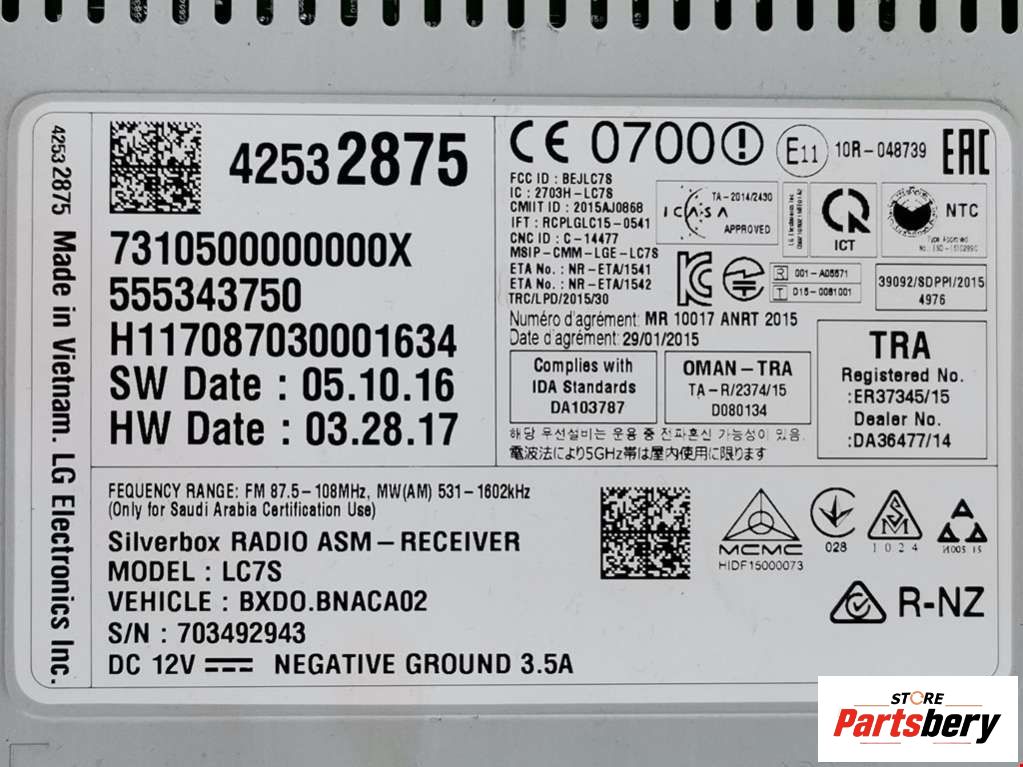 42532875 Made in Vietnam. LG Electronics Inc.
42532875
7310500000000X
555343750
H117087030001634
SW Date : 05.10.16
HW Date : 03.28.17
CE 0700
E11
10R-048739
EAC
FCC ID : BEJLC7S
IC : 2703H-LC7S
CMIIT ID : 2015AJ0868
IFT : RCPLGLC15-0541
CNC ID : C-14477
MSIP-CMM-LGE-LC7S
ETA No. : NR-ETA/1541
ETA No. : NR-ETA/1542
TRC/LPD/2015/30
TA-2014/2430
ICASA
APPROVED
ICT
NTC
Type Approved
R 001-A05571
T D15-0081001
39092/SDPPI/2015
4976
Numéro d'agrément: MR 10017 ANRT 2015
Date d'agrément: 29/01/2015
Complies with
IDA Standards
DA103787
OMAN-TRA
TA-R/2374/15
D080134
TRA
Registered No.
:ER37345/15
Dealer No.
:DA36477/14
해당 무선설비는 운용 중 전파혼신 가능성이 있음.
電波法により5GHz帯は屋内使用に限ります
FEQUENCY RANGE: FM 87.5-108MHz, MW(AM) 531-1602kHz
(Only for Saudi Arabia Certification Use)
Silverbox RADIO ASM-RECEIVER
MODEL : LC7S
VEHICLE : BXDO.BNACA02
S/N : 703492943
DC 12V NEGATIVE GROUND 3.5A
MCMC
HIDF15000073
028
1024
R-NZ
STORE
Partsbery